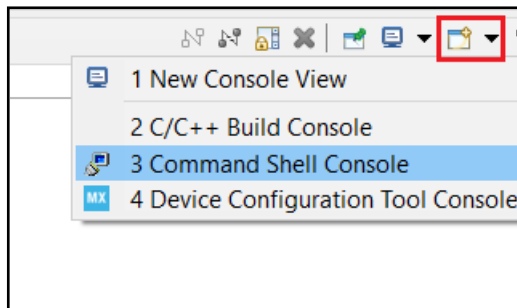 1 New Console View
2 C/C++ Build Console
3 Command Shell Console
MX 4 Device Configuration Tool Console